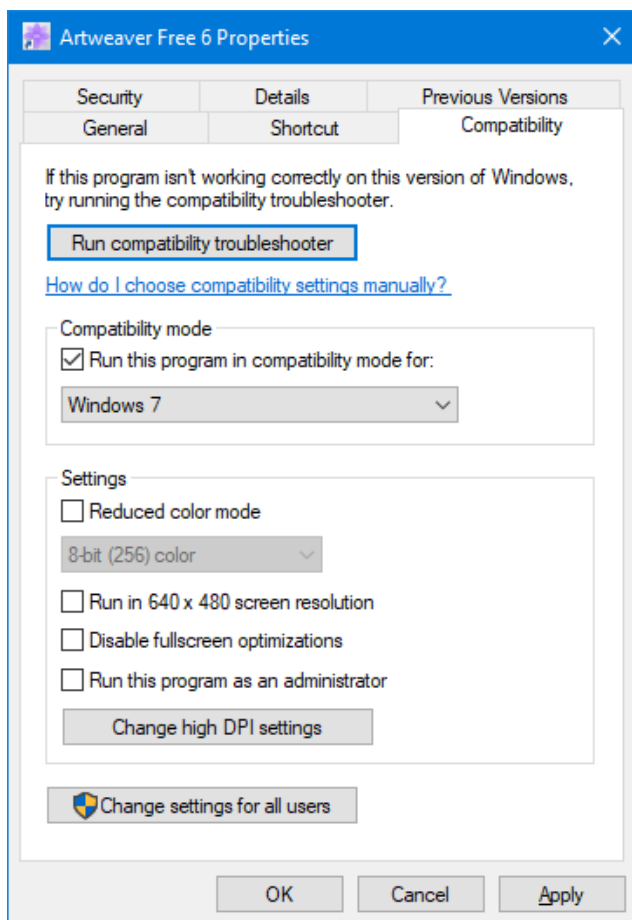 Artweaver Free 6 Properties
Security Details Previous Versions
General Shortcut Compatibility
If this program isn't working correctly on this version of Windows,
try running the compatibility troubleshooter.
Run compatibility troubleshooter
How do I choose compatibility settings manually?
Compatibility mode
Run this program in compatibility mode for:
Windows 7
Settings
Reduced color mode
8-bit (256) color
Run in 640 x 480 screen resolution
Disable fullscreen optimizations
Run this program as an administrator
Change high DPI settings
Change settings for all users
OK Cancel Apply